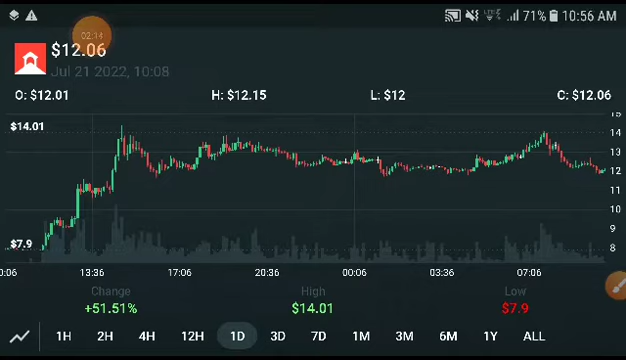 71% 10:56 AM
02:14
$12.06
Jul 21 2022, 10:08
O: $12.01 H: $12.15 L: $12 C: $12.06
15
$14.01 14
13
12
11
10
9
$7.9 8
0:06 13:36 17:06 20:36 00:06 03:36 07:06
Change High Low
+51.51% $14.01 $7.9
1H 2H 4H 12H 1D 3D 7D 1M 3M 6M 1Y ALL